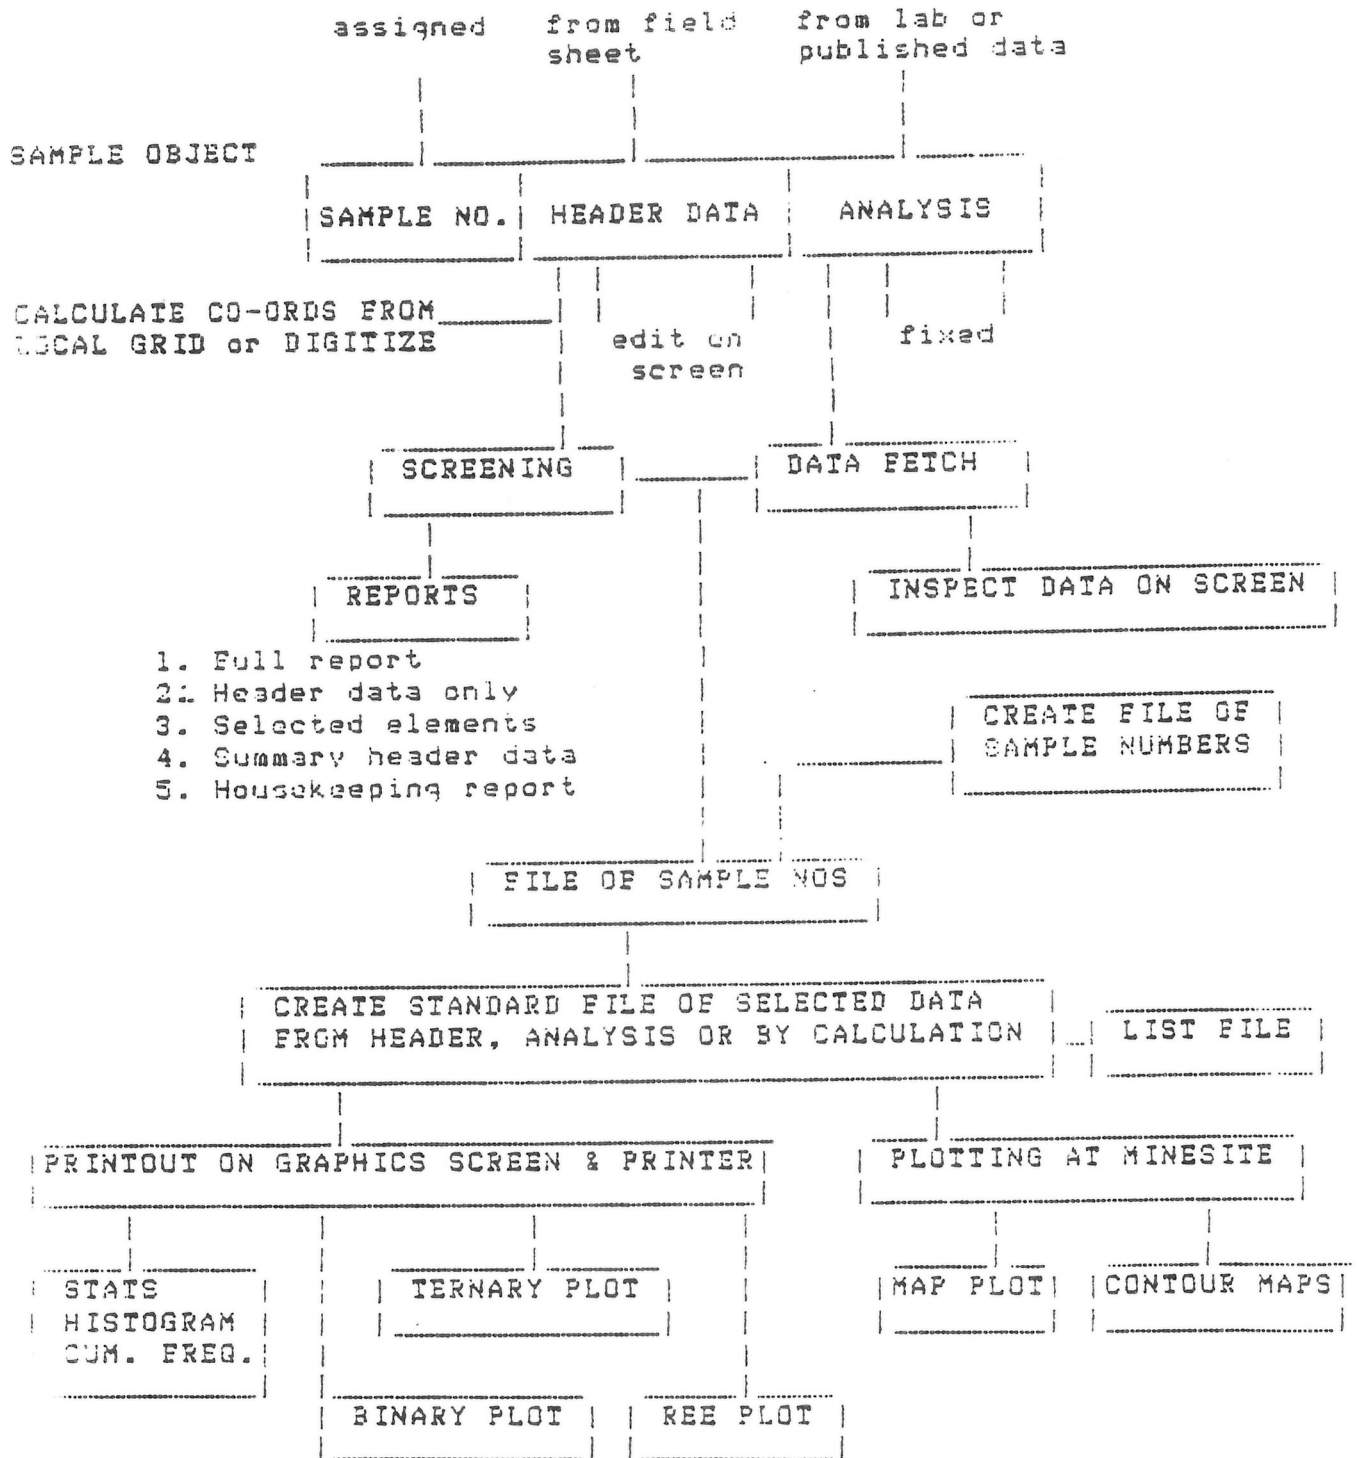 assigned
from field
sheet
from lab or
published data
SAMPLE OBJECT
SAMPLE NO.
HEADER DATA
ANALYSIS
CALCULATE CO-ORDS FROM
LOCAL GRID or DIGITIZE
edit on
screen
fixed
SCREENING
DATA FETCH
REPORTS
INSPECT DATA ON SCREEN
1. Full report
2. Header data only
3. Selected elements
4. Summary header data
5. Housekeeping report
CREATE FILE OF
SAMPLE NUMBERS
FILE OF SAMPLE NOS
CREATE STANDARD FILE OF SELECTED DATA
FROM HEADER, ANALYSIS OR BY CALCULATION
LIST FILE
PRINTOUT ON GRAPHICS SCREEN & PRINTER
PLOTTING AT MINESITE
STATS
HISTOGRAM
CUM. FREQ.
TERNARY PLOT
MAP PLOT
CONTOUR MAPS
BINARY PLOT
REE PLOT